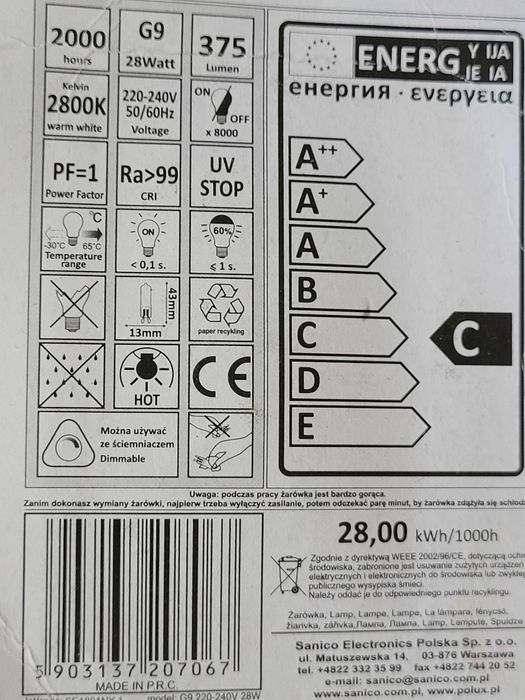 2000
hours
G9
28Watt
375
Lumen
Kelvin
2800K
warm white
220-240V
50/60Hz
Voltage
ON
OFF
x 8000
PF=1
Power Factor
Ra>99
CRI
UV
STOP
°C
-30°C 65°C
Temperature
range
ON
< 0,1 s.
60%
≤ 1 s.
43mm
13mm
paper recykling
HOT
CE
Można używać
ze ściemniaczem
Dimmable
ENERG Y IJA
IE IA
енергия · ενεργεια
A++
A+
A
B
C
D
E
C
Uwaga: podczas pracy żarówka jest bardzo gorąca.
Zanim dokonasz wymiany żarówki, najpierw trzeba wyłączyć zasilanie, potem odczekać parę minut, by żarówka zdążyła się
28,00 kWh/1000h
Zgodnie z dyrektywą WEEE 2002/96/CE, dotyczącą
środowiska, zabronione jest usuwanie zużytych urządzeń
elektrycznych i elektronicznych do środowiska lub
publicznego wysypiska śmieci.
Należy oddać je do odpowiedniego punktu recyklingu.
Żarówka, Lamp, Lampe, Lampe, La lámpara, fénycső,
žiarivka, zářivka, Лампа, Лампа, Lamp, Lemputė, Spuldze
Sanico Electronics Polska Sp. z o.o.
ul. Matuszewska 14, 03-876 Warszawa
tel. +4822 332 35 99 fax +4822 744 20 52
e-mail: sanico@sanico.com
www.sanico.com.pl, www.polux.pl
5 903137 207067
MADE IN P.R.C.
model: G9 220-240V 28W